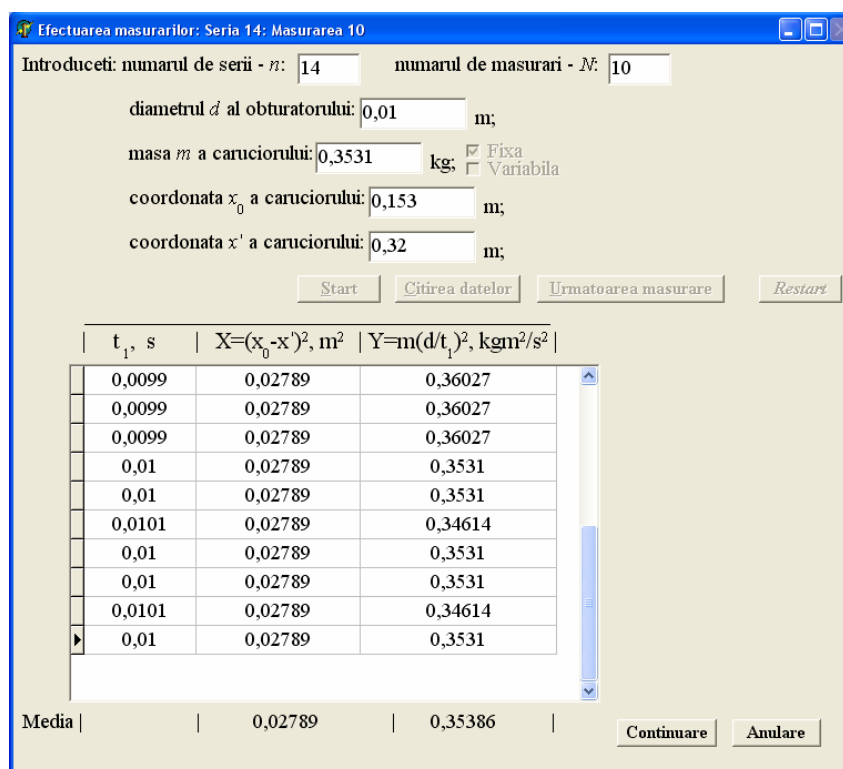 Efectuarea masurarilor: Seria 14: Masurarea 10
Introduceti: numarul de serii - n: 14 numarul de masurari - N: 10
diametrul d al obturatorului: 0,01 m;
masa m a caruciorului: 0,3531 kg; Fixa
Variabila
coordonata x₀ a caruciorului: 0,153 m;
coordonata x' a caruciorului: 0,32 m;
Start Citirea datelor Urmatoarea masurare Restart
| t₁, s | X=(x₀-x')², m² | Y=m(d/t₁)², kgm²/s² |
0,0099 0,02789 0,36027
0,0099 0,02789 0,36027
0,0099 0,02789 0,36027
0,01 0,02789 0,3531
0,01 0,02789 0,3531
0,0101 0,02789 0,34614
0,01 0,02789 0,3531
0,01 0,02789 0,3531
0,0101 0,02789 0,34614
0,01 0,02789 0,3531
Media | | 0,02789 | 0,35386 |
Continuare Anulare